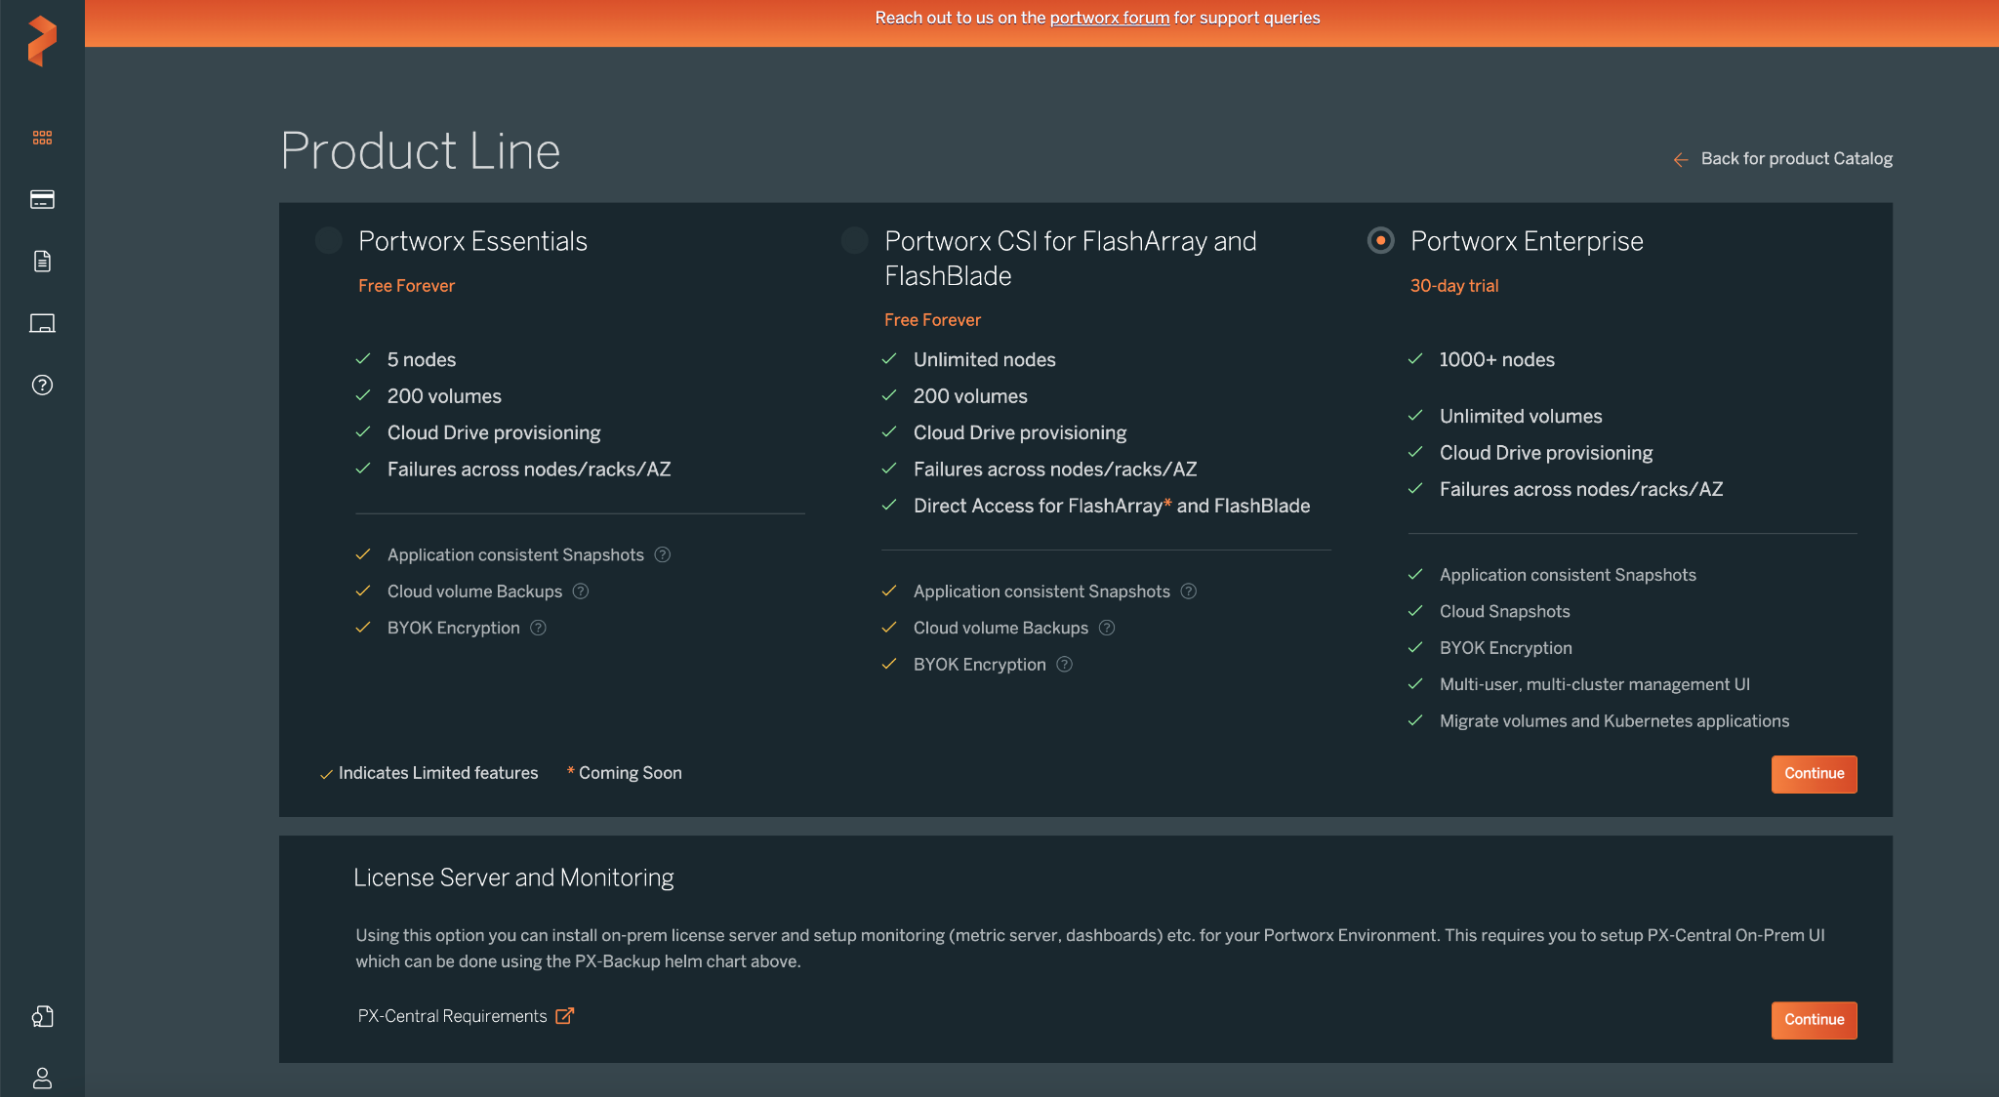 Reach out to us on the portworx forum for support queries
Product Line
Back for product Catalog
Portworx Essentials
Free Forever
5 nodes
200 volumes
Cloud Drive provisioning
Failures across nodes/racks/AZ
Application consistent Snapshots
Cloud volume Backups
BYOK Encryption
Portworx CSI for FlashArray and
FlashBlade
Free Forever
Unlimited nodes
200 volumes
Cloud Drive provisioning
Failures across nodes/racks/AZ
Direct Access for FlashArray* and FlashBlade
Application consistent Snapshots
Cloud volume Backups
BYOK Encryption
Portworx Enterprise
30-day trial
1000+ nodes
Unlimited volumes
Cloud Drive provisioning
Failures across nodes/racks/AZ
Application consistent Snapshots
Cloud Snapshots
BYOK Encryption
Multi-user, multi-cluster management UI
Migrate volumes and Kubernetes applications
Indicates Limited features * Coming Soon
Continue
License Server and Monitoring
Using this option you can install on-prem license server and setup monitoring (metric server, dashboards) etc. for your Portworx Environment. This requires you to setup PX-Central On-Prem UI
which can be done using the PX-Backup helm chart above.
PX-Central Requirements
Continue